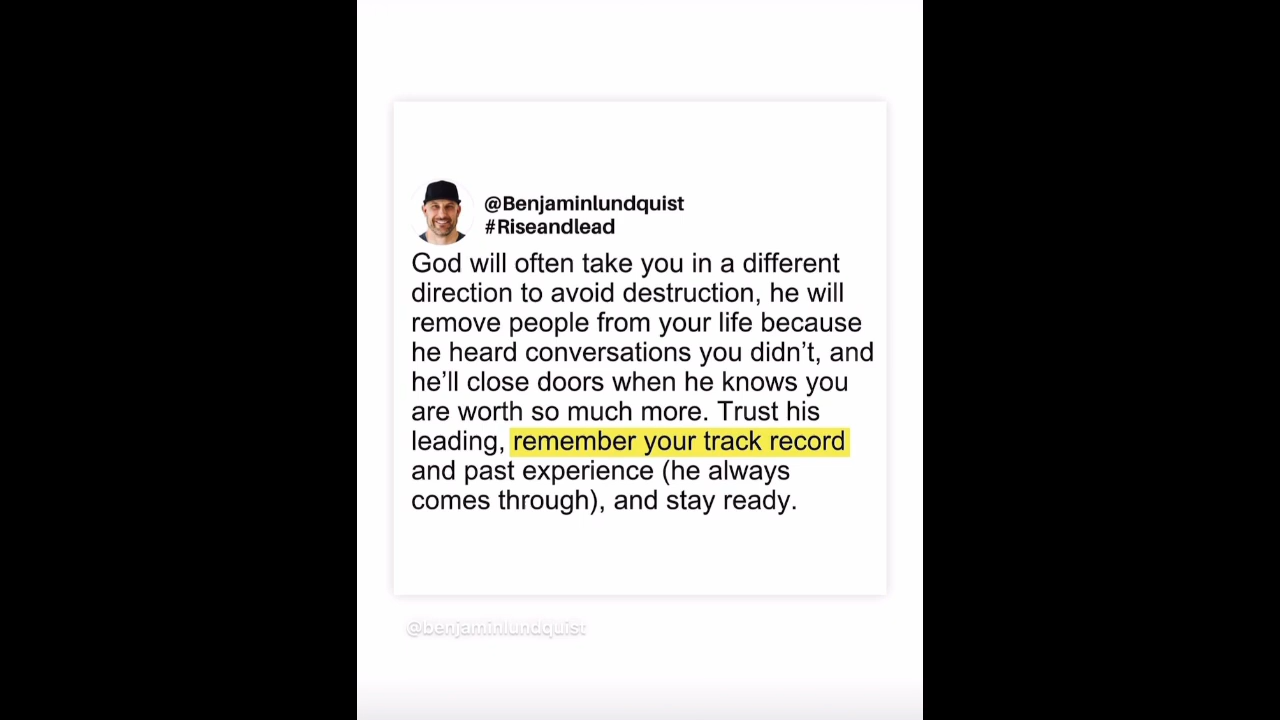 @Benjaminlundquist
#Riseandlead
God will often take you in a different
direction to avoid destruction, he will
remove people from your life because
he heard conversations you didn’t, and
he’ll close doors when he knows you
are worth so much more. Trust his
leading, remember your track record
and past experience (he always
comes through), and stay ready.
@benjaminlundquist